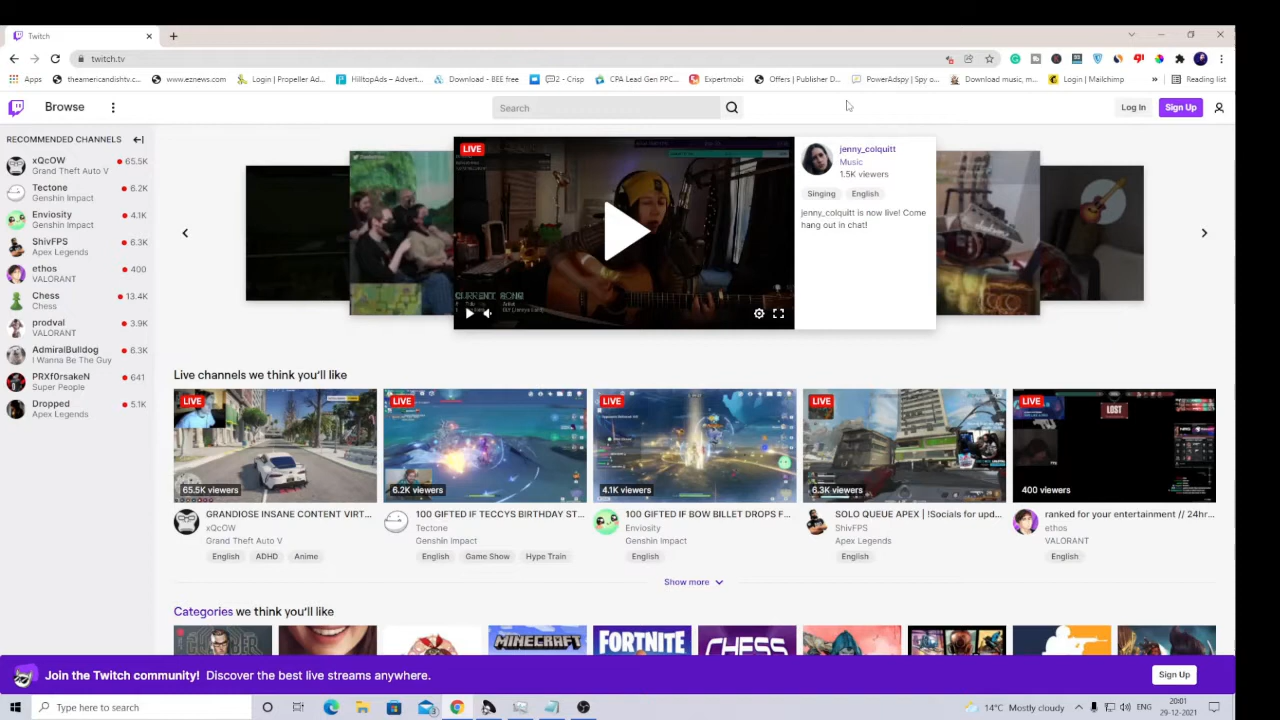 Twitch
twitch.tv
Apps
theamericandishtv.c...
www.eznews.com
Login | Propeller Ad...
HilltopAds – Advert...
Download - BEE free
2 - Crisp
CPA Lead Gen PPC...
Expertmobi
Offers | Publisher D...
PowerAdspy | Spy o...
Download music, m...
Login | Mailchimp
»
Reading list
Browse
Search
Log In
Sign Up
RECOMMENDED CHANNELS
xQcOW
65.5K
Grand Theft Auto V
Tectone
6.2K
Genshin Impact
Enviosity
4.1K
Genshin Impact
ShivFPS
6.3K
Apex Legends
ethos
400
VALORANT
Chess
13.4K
Chess
prodval
3.9K
VALORANT
AdmiralBulldog
6.3K
I Wanna Be The Guy
PRXf0rsakeN
641
Super People
Dropped
5.1K
Apex Legends
LIVE
CURRENT SONG
jenny_colquitt
Music
1.5K viewers
Singing English
jenny_colquitt is now live! Come
hang out in chat!
Live channels we think you'll like
LIVE
65.5K viewers
GRANDIOSE INSANE CONTENT VIRT...
xQcOW
Grand Theft Auto V
English ADHD Anime
LIVE
6.2K viewers
100 GIFTED IF TECCYS BIRTHDAY ST...
Tectone
Genshin Impact
English Game Show Hype Train
LIVE
4.1K viewers
100 GIFTED IF BOW BILLET DROPS F...
Enviosity
Genshin Impact
English
LIVE
6.3K viewers
SOLO QUEUE APEX | !Socials for upd...
ShivFPS
Apex Legends
English
LIVE
LOST
400 viewers
ranked for your entertainment // 24hr...
ethos
VALORANT
English
Show more
Categories we think you'll like
MINECRAFT
FORTNITE
CHESS
Join the Twitch community! Discover the best live streams anywhere.
Sign Up
Type here to search
14°C Mostly cloudy
ENG
20:01
29-12-2021